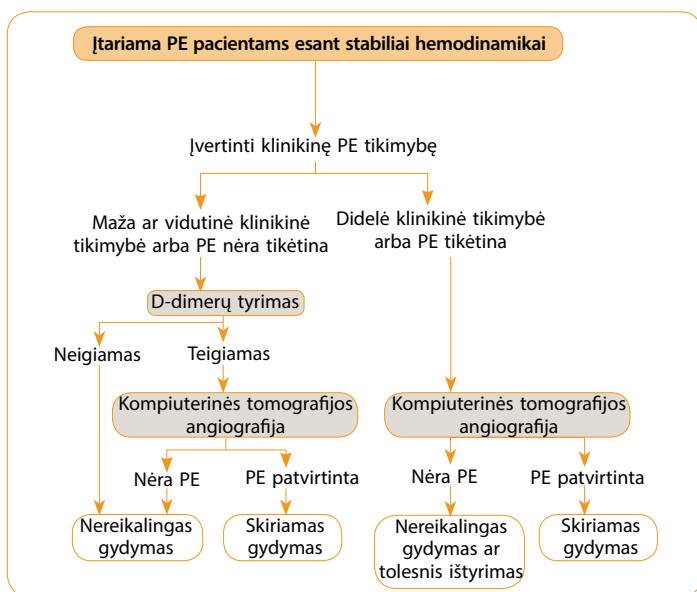 Įtariama PE pacientams esant stabiliai hemodinamikai
Įvertinti klinikinę PE tikimybę
Maža ar vidutinė klinikinė
tikimybė arba PE nėra tikėtina
Didelė klinikinė tikimybė
arba PE tikėtina
D-dimerų tyrimas
Neigiamas
Teigiamas
Kompiuterinės tomografijos
angiografija
Kompiuterinės tomografijos
angiografija
Nėra PE
PE patvirtinta
Nėra PE
PE patvirtinta
Nereikalingas
gydymas
Skiriamas
gydymas
Nereikalingas
gydymas ar
tolesnis ištyrimas
Skiriamas
gydymas